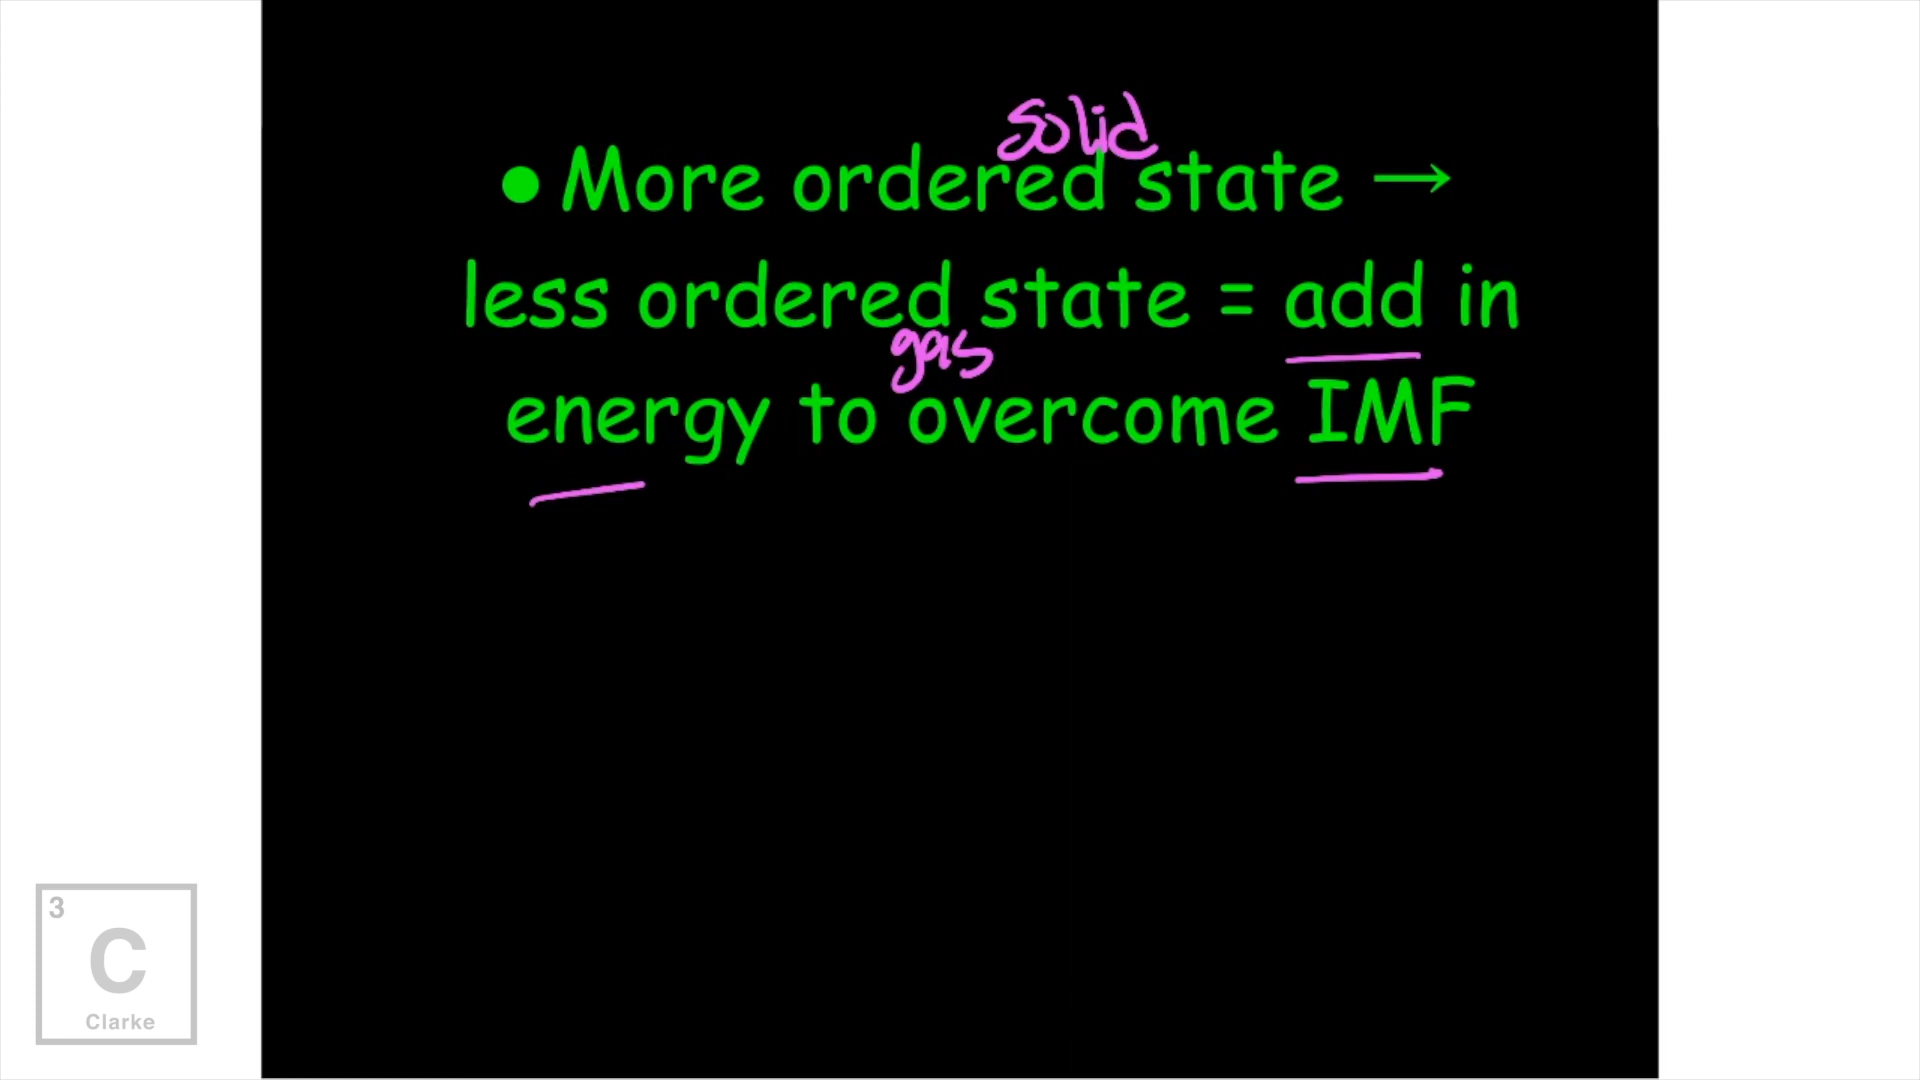 solid
• More ordered state →
less ordered state = add in
gas
energy to overcome IMF
3
C
Clarke